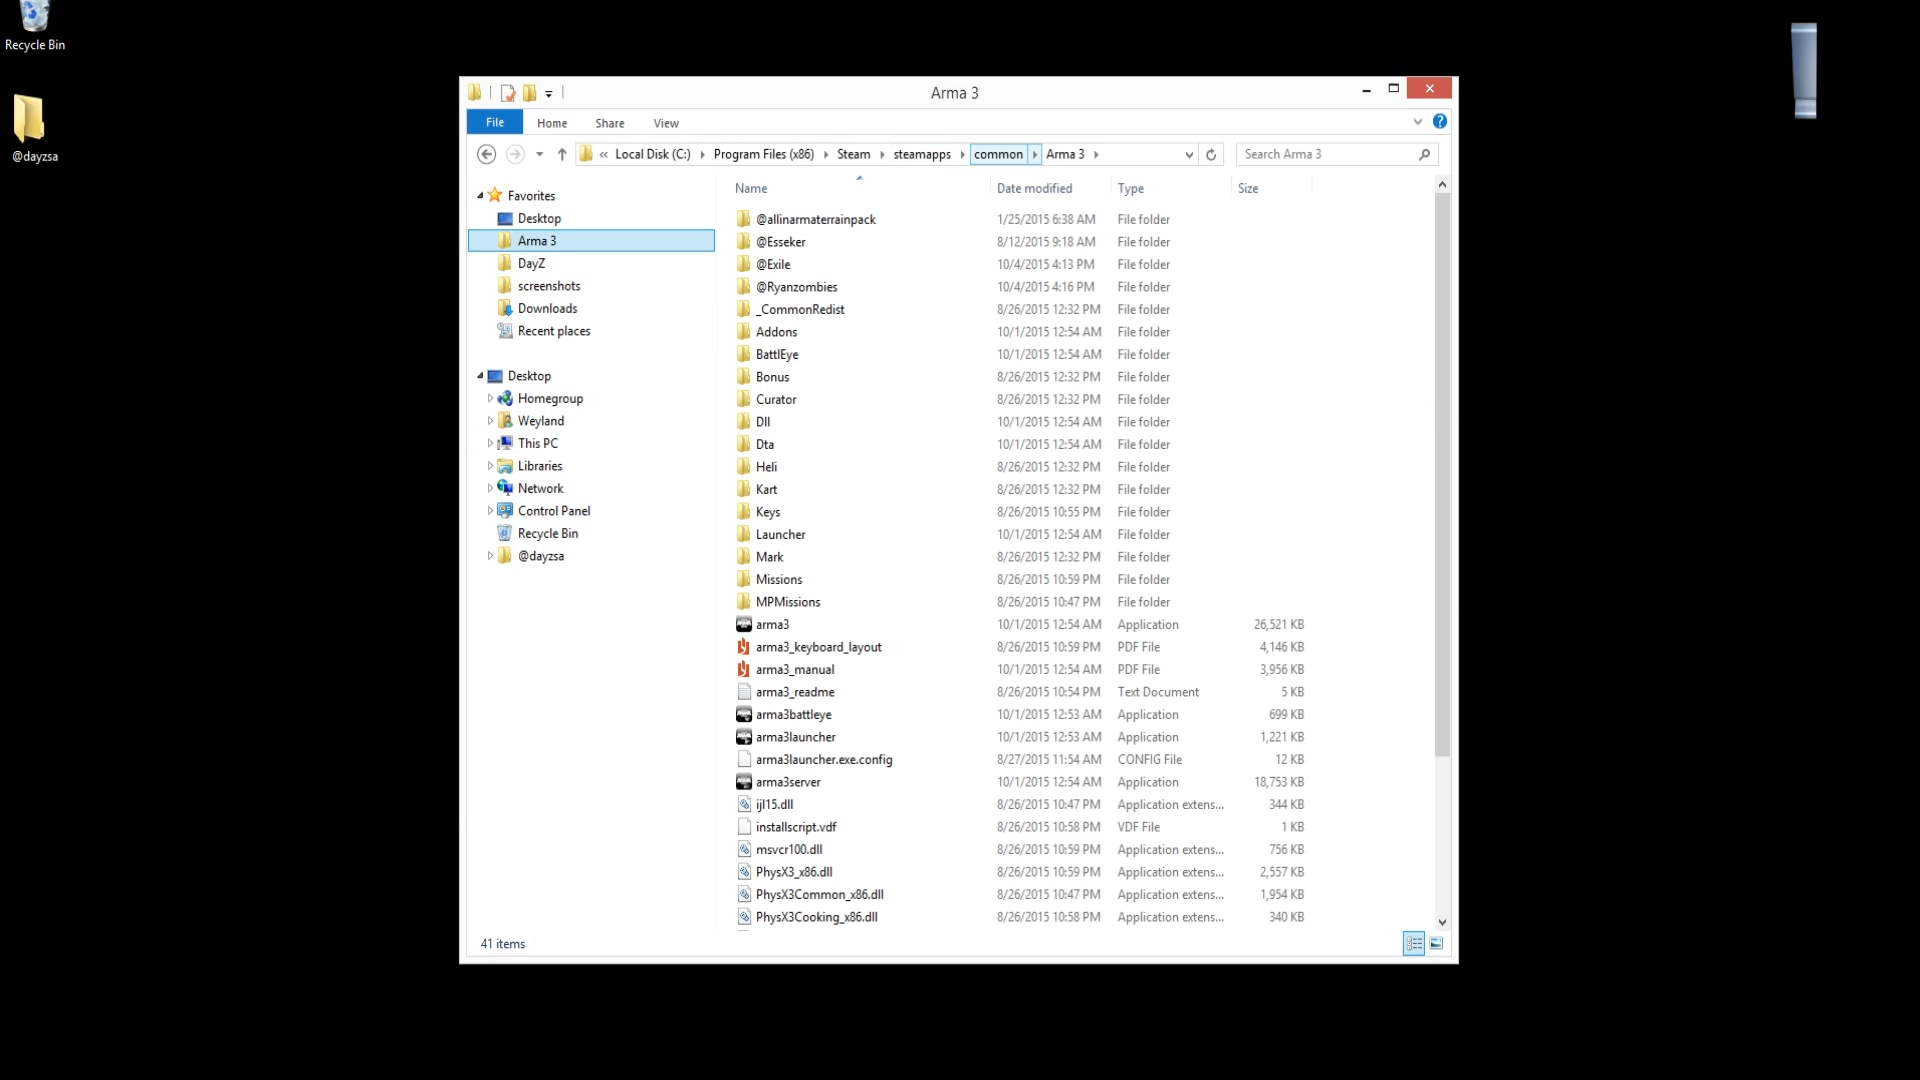 Recycle Bin
@dayzsa
Arma 3
File Home Share View
« Local Disk (C:) Program Files (x86) Steam steamapps common Arma 3 Search Arma 3
Favorites
Desktop
Arma 3
DayZ
screenshots
Downloads
Recent places
Desktop
Homegroup
Weyland
This PC
Libraries
Network
Control Panel
Recycle Bin
@dayzsa
Name Date modified Type Size
@allinarmaterrainpack 1/25/2015 6:38 AM File folder
@Esseker 8/12/2015 9:18 AM File folder
@Exile 10/4/2015 4:13 PM File folder
@Ryanzombies 10/4/2015 4:16 PM File folder
_CommonRedist 8/26/2015 12:32 PM File folder
Addons 10/1/2015 12:54 AM File folder
BattlEye 10/1/2015 12:54 AM File folder
Bonus 8/26/2015 12:32 PM File folder
Curator 8/26/2015 12:32 PM File folder
Dll 10/1/2015 12:54 AM File folder
Dta 10/1/2015 12:54 AM File folder
Heli 8/26/2015 12:32 PM File folder
Kart 8/26/2015 12:32 PM File folder
Keys 8/26/2015 10:55 PM File folder
Launcher 10/1/2015 12:54 AM File folder
Mark 8/26/2015 12:32 PM File folder
Missions 8/26/2015 10:59 PM File folder
MPMissions 8/26/2015 10:47 PM File folder
arma3 10/1/2015 12:54 AM Application 26,521 KB
arma3_keyboard_layout 8/26/2015 10:59 PM PDF File 4,146 KB
arma3_manual 10/1/2015 12:54 AM PDF File 3,956 KB
arma3_readme 8/26/2015 10:54 PM Text Document 5 KB
arma3battleye 10/1/2015 12:53 AM Application 699 KB
arma3launcher 10/1/2015 12:53 AM Application 1,221 KB
arma3launcher.exe.config 8/27/2015 11:54 AM CONFIG File 12 KB
arma3server 10/1/2015 12:54 AM Application 18,753 KB
ijl15.dll 8/26/2015 10:47 PM Application extens... 344 KB
installscript.vdf 8/26/2015 10:58 PM VDF File 1 KB
msvcr100.dll 8/26/2015 10:59 PM Application extens... 756 KB
PhysX3_x86.dll 8/26/2015 10:59 PM Application extens... 2,557 KB
PhysX3Common_x86.dll 8/26/2015 10:47 PM Application extens... 1,954 KB
PhysX3Cooking_x86.dll 8/26/2015 10:58 PM Application extens... 340 KB
41 items